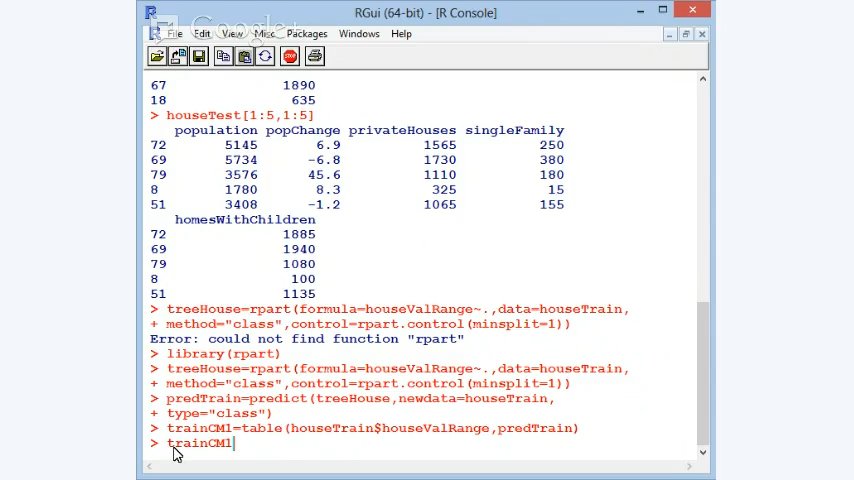 RGui (64-bit) - [R Console]
Google+
File Edit View Misc Packages Windows Help
STOP
67 1890
18 635
> houseTest[1:5,1:5]
population popChange privateHouses singleFamily
72 5145 6.9 1565 250
69 5734 -6.8 1730 380
79 3576 45.6 1110 180
8 1780 8.3 325 15
51 3408 -1.2 1065 155
homesWithChildren
72 1885
69 1940
79 1080
8 100
51 1135
> treeHouse=rpart(formula=houseValRange~.,data=houseTrain,
+ method="class",control=rpart.control(minsplit=1))
Error: could not find function "rpart"
> library(rpart)
> treeHouse=rpart(formula=houseValRange~.,data=houseTrain,
+ method="class",control=rpart.control(minsplit=1))
> predTrain=predict(treeHouse,newdata=houseTrain,
+ type="class")
> trainCM1=table(houseTrain$houseValRange,predTrain)
> trainCM1